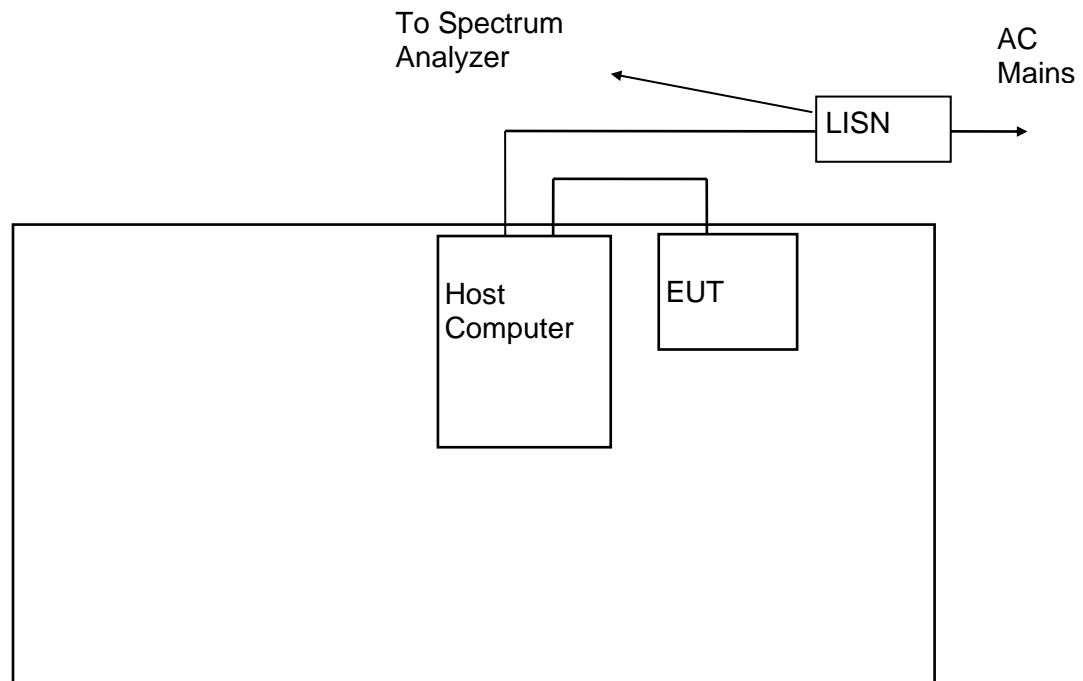 To Spectrum
Analyzer
AC
Mains
LISN
Host
Computer
EUT